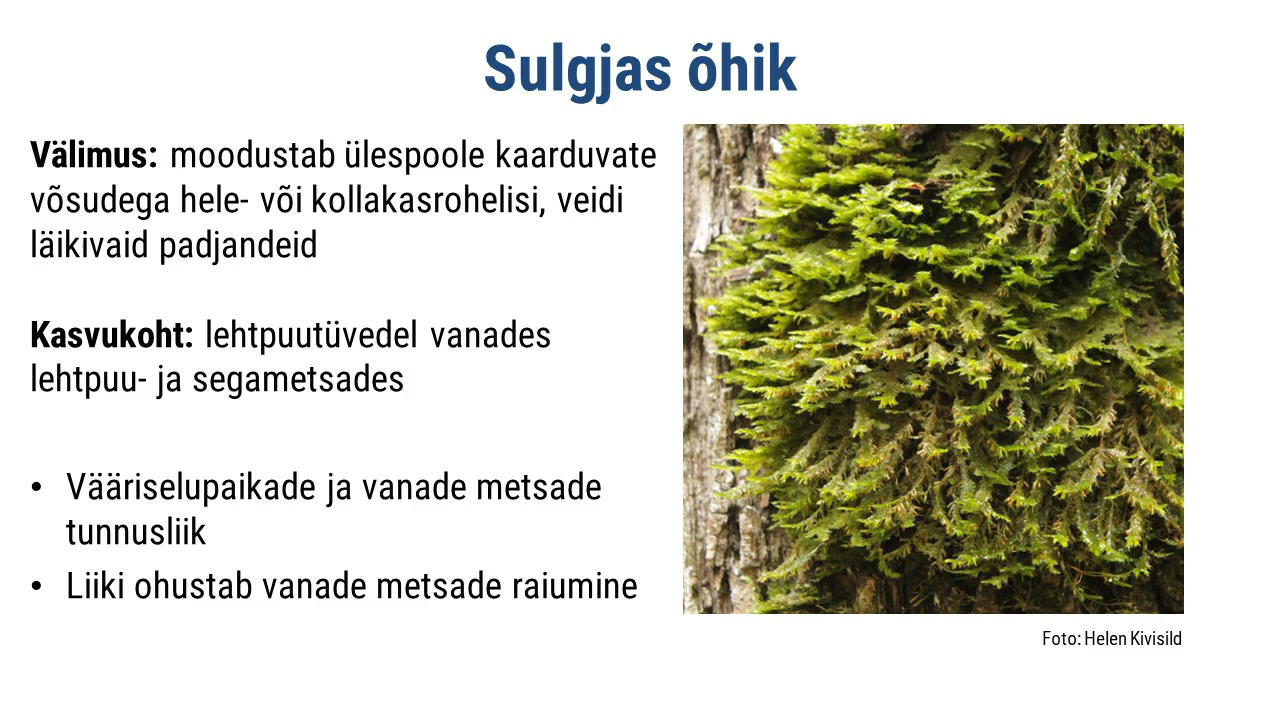 Sulgjas õhik
Välimus: moodustab ülespoole kaarduvate
võsudega hele- või kollakasrohelisi, veidi
läikivaid padjandeid
Kasvukoht: lehtpuutüvedel vanades
lehtpuu- ja segametsades
• Vääriselupaikade ja vanade metsade
tunnusliik
• Liiki ohustab vanade metsade raiumine
Foto: Helen Kivisild